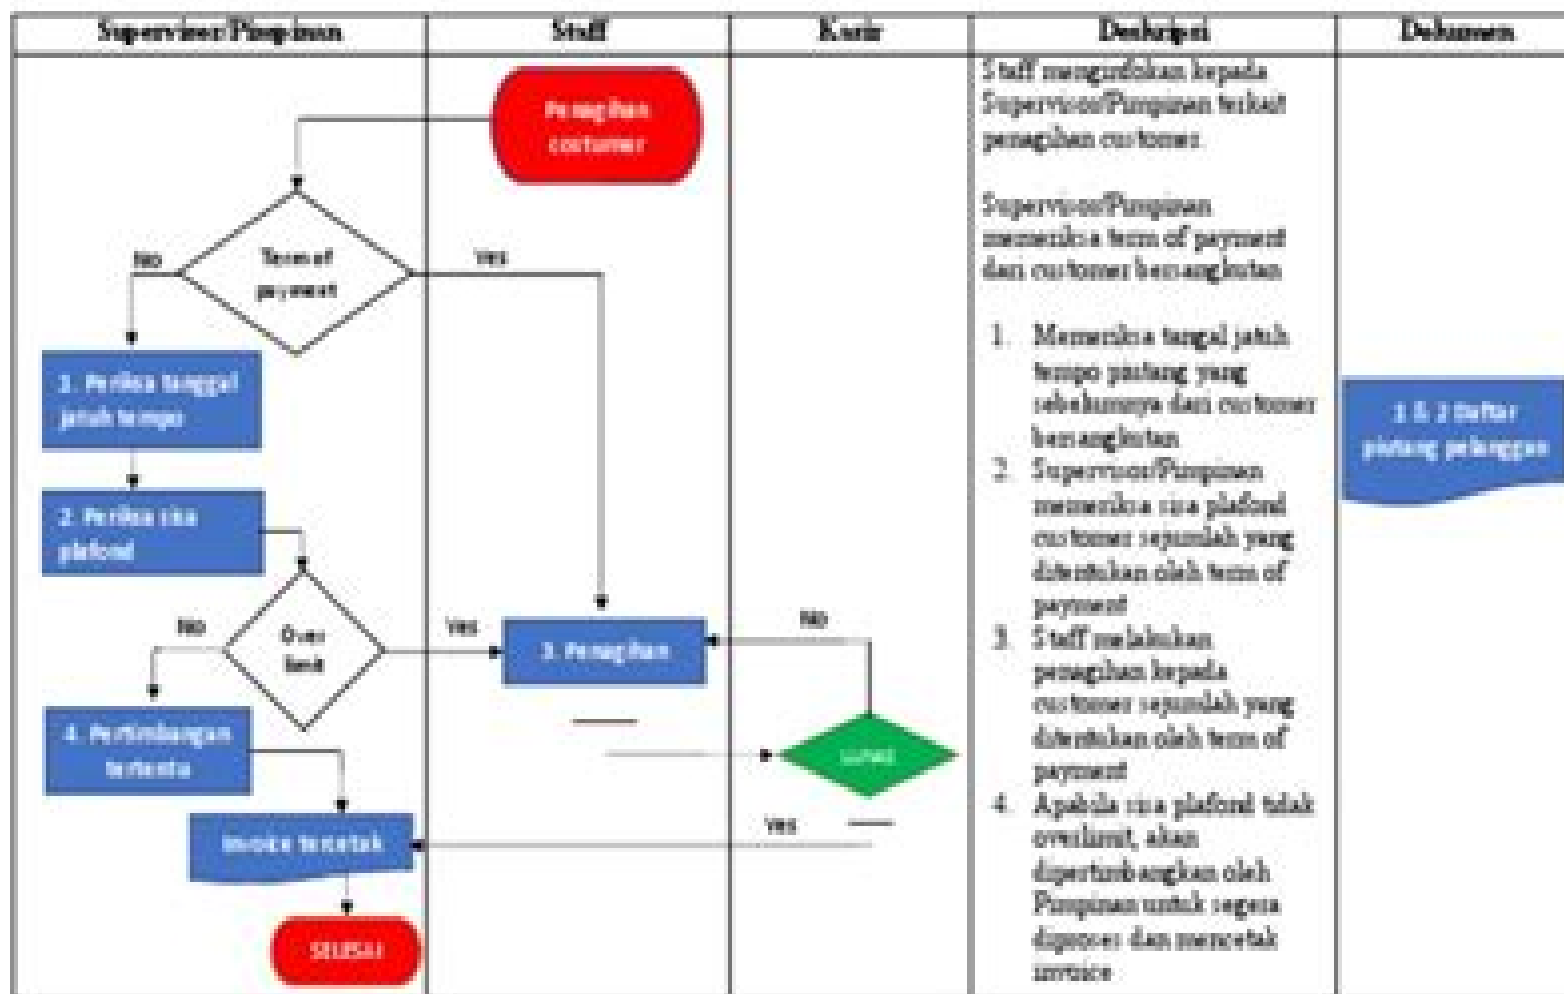 Supervisor/Pimpinan
Staff
Kurir
Deskripsi
Dokumen
Penagihan
costumer
Term of
payment
No
Yes
1. Periksa tanggal
jatuh tempo
2. Periksa sisa
plafond
Over
limit
No
Yes
3. Penagihan
No
4. Pertimbangan
tertentu
Yes
Invoice tercetak
SELESAI
Staff menginfokan kepada
Supervisor/Pimpinan terkait
penagihan customer.
Supervisor/Pimpinan
memeriksa term of payment
dari customer bersangkutan
1. Memeriksa tangal jatuh
tempo piutang yang
sebelumnya dari customer
bersangkutan
2. Supervisor/Pimpinan
memeriksa sisa plafond
customer sejumlah yang
ditentukan oleh term of
payment
3. Staff melakukan
penagihan kepada
customer sejumlah yang
ditentukan oleh term of
payment
4. Apabila sisa plafond tidak
overlimit, akan
dipertimbangkan oleh
Pimpinan untuk segera
diproses dan mencetak
invoice
1 & 2 Daftar
piutang pelanggan